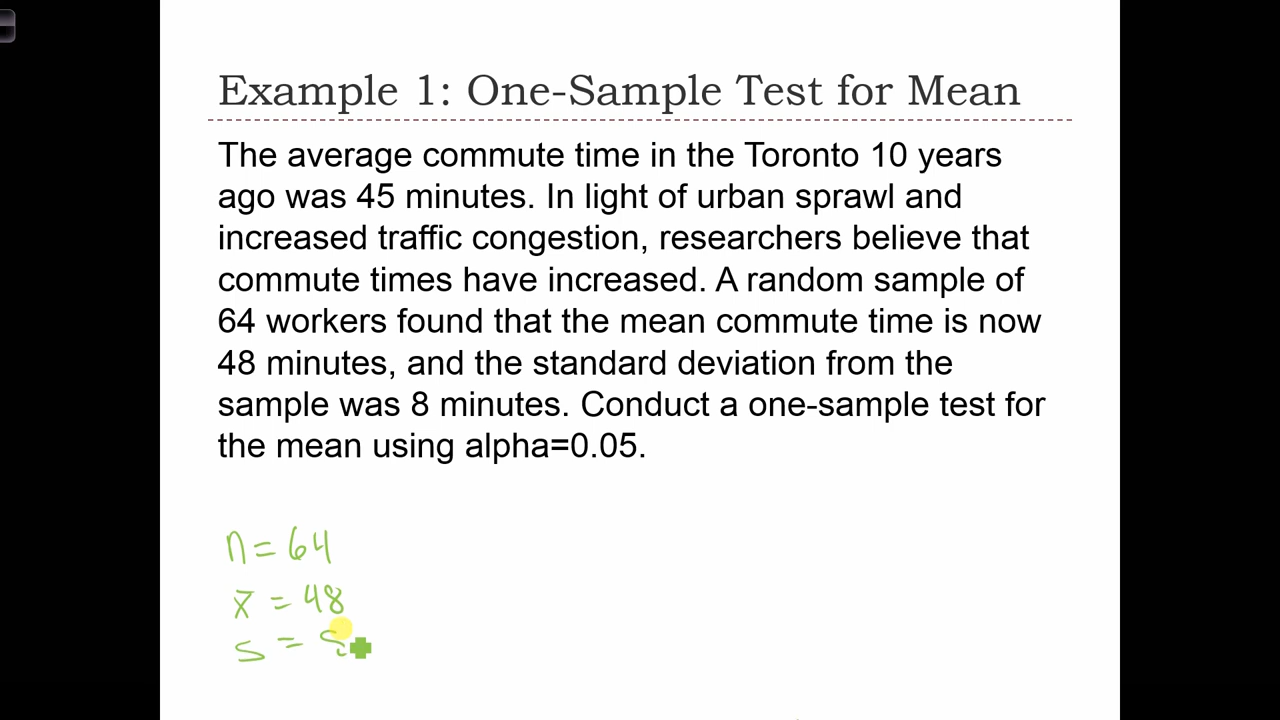 Example 1: One-Sample Test for Mean
The average commute time in the Toronto 10 years
ago was 45 minutes. In light of urban sprawl and
increased traffic congestion, researchers believe that
commute times have increased. A random sample of
64 workers found that the mean commute time is now
48 minutes, and the standard deviation from the
sample was 8 minutes. Conduct a one-sample test for
the mean using alpha=0.05.
n = 64
x̄ = 48
s =